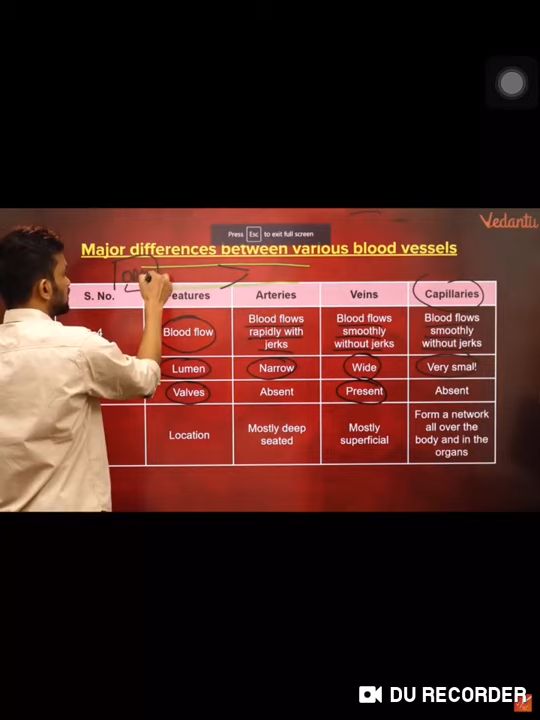 Vedantu
Press Esc to exit full screen
Major differences between various blood vessels
S. No. Features Arteries Veins Capillaries
4 Blood flow Blood flows rapidly with jerks Blood flows smoothly without jerks Blood flows smoothly without jerks
Lumen Narrow Wide Very small
Valves Absent Present Absent
Location Mostly deep seated Mostly superficial Form a network all over the body and in the organs
DU RECORDER